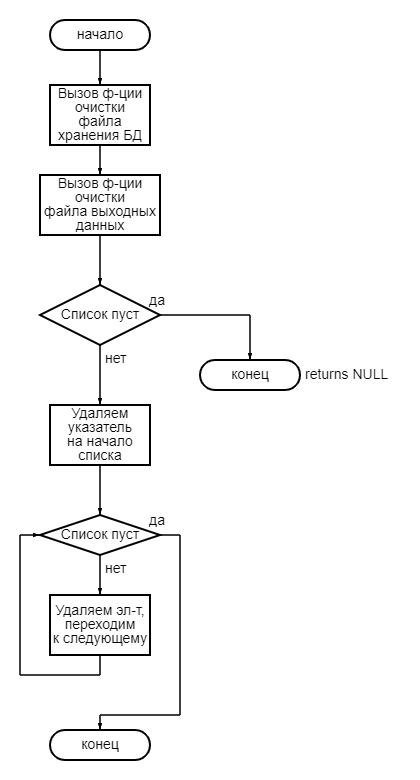 начало
Вызов ф-ции
очистки
файла
хранения БД
Вызов ф-ции
очистки
файла выходных
данных
да
Список пуст
нет
конец returns NULL
Удаляем
указатель
на начало
списка
да
Список пуст
нет
Удаляем эл-т,
переходим
к следующему
конец